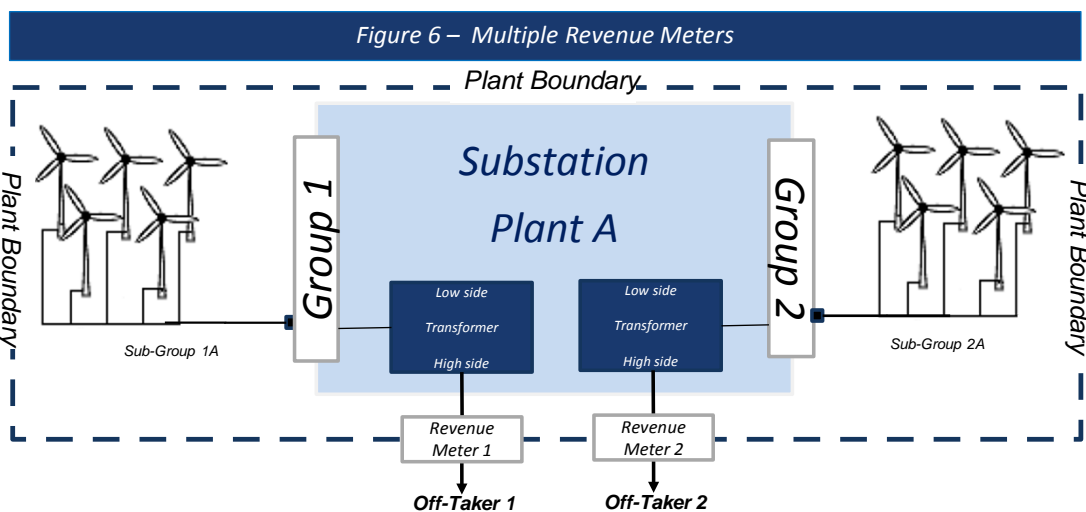 Figure 6 – Multiple Revenue Meters
Plant Boundary
Plant Boundary
Group 1
Substation
Plant A
Group 2
Plant Boundary
Low side
Transformer
High side
Low side
Transformer
High side
Sub-Group 1A
Sub-Group 2A
Revenue
Meter 1
Revenue
Meter 2
Off-Taker 1
Off-Taker 2